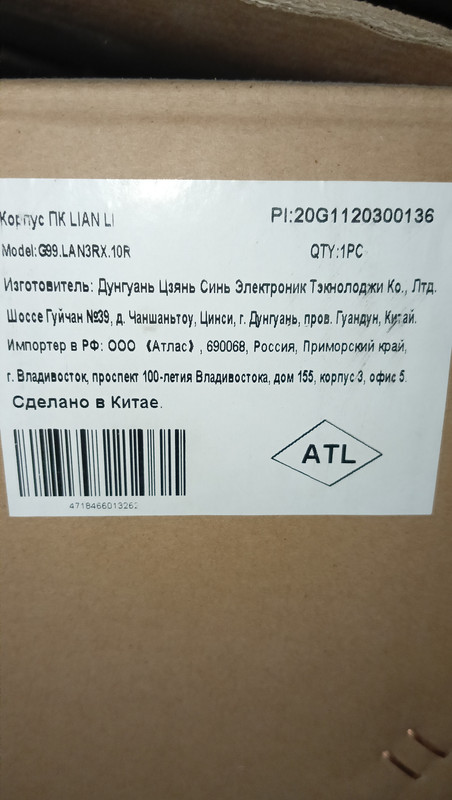 Корпус ПК LIAN LI
PI:20G1120300136
Model:G99.LAN3RX.10R
QTY:1PC
Изготовитель: Дунгуань Цзянь Синь Электроник Тэкнолоджи Ко., Лтд.
Шоссе Гуйчан №39, д. Чаншаньтоу, Цинси, г. Дунгуань, пров. Гуандун, Китай.
Импортер в РФ: ООО 《Атлас》, 690068, Россия, Приморский край,
г. Владивосток, проспект 100-летия Владивостока, дом 155, корпус 3, офис 5.
Сделано в Китае.
ATL
4718466013262